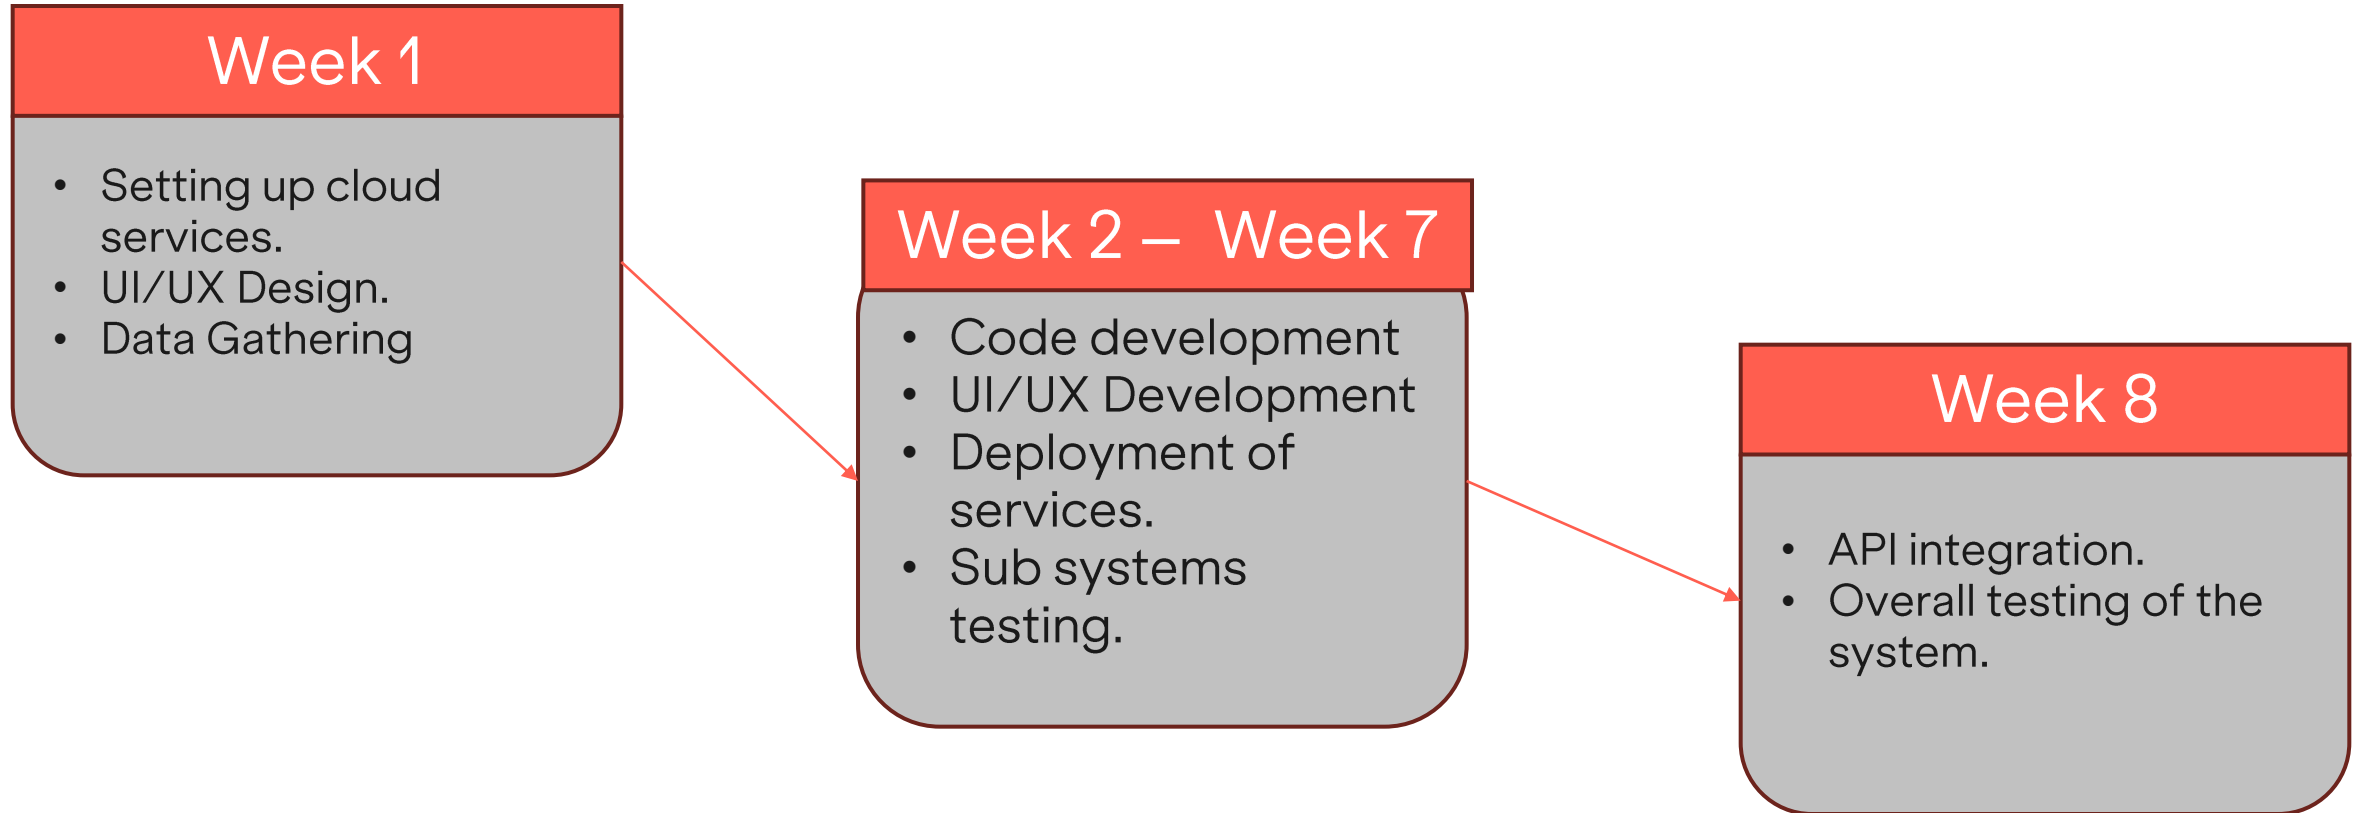 Week 1
• Setting up cloud
services.
• UI/UX Design.
• Data Gathering
Week 2 – Week 7
• Code development
• UI/UX Development
• Deployment of
services.
• Sub systems
testing.
Week 8
• API integration.
• Overall testing of the
system.